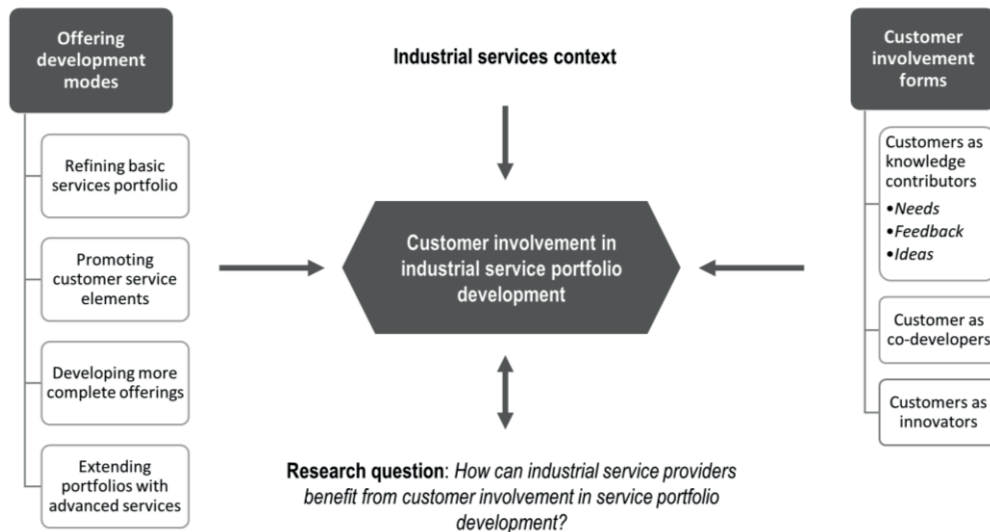 Offering
development
modes
Refining basic
services portfolio
Promoting
customer service
elements
Developing more
complete offerings
Extending
portfolios with
advanced services
Industrial services context
Customer involvement in
industrial service portfolio
development
Research question: How can industrial service providers
benefit from customer involvement in service portfolio
development?
Customer
involvement
forms
Customers as
knowledge
contributors
•Needs
•Feedback
•Ideas
Customer as
co-developers
Customers as
innovators